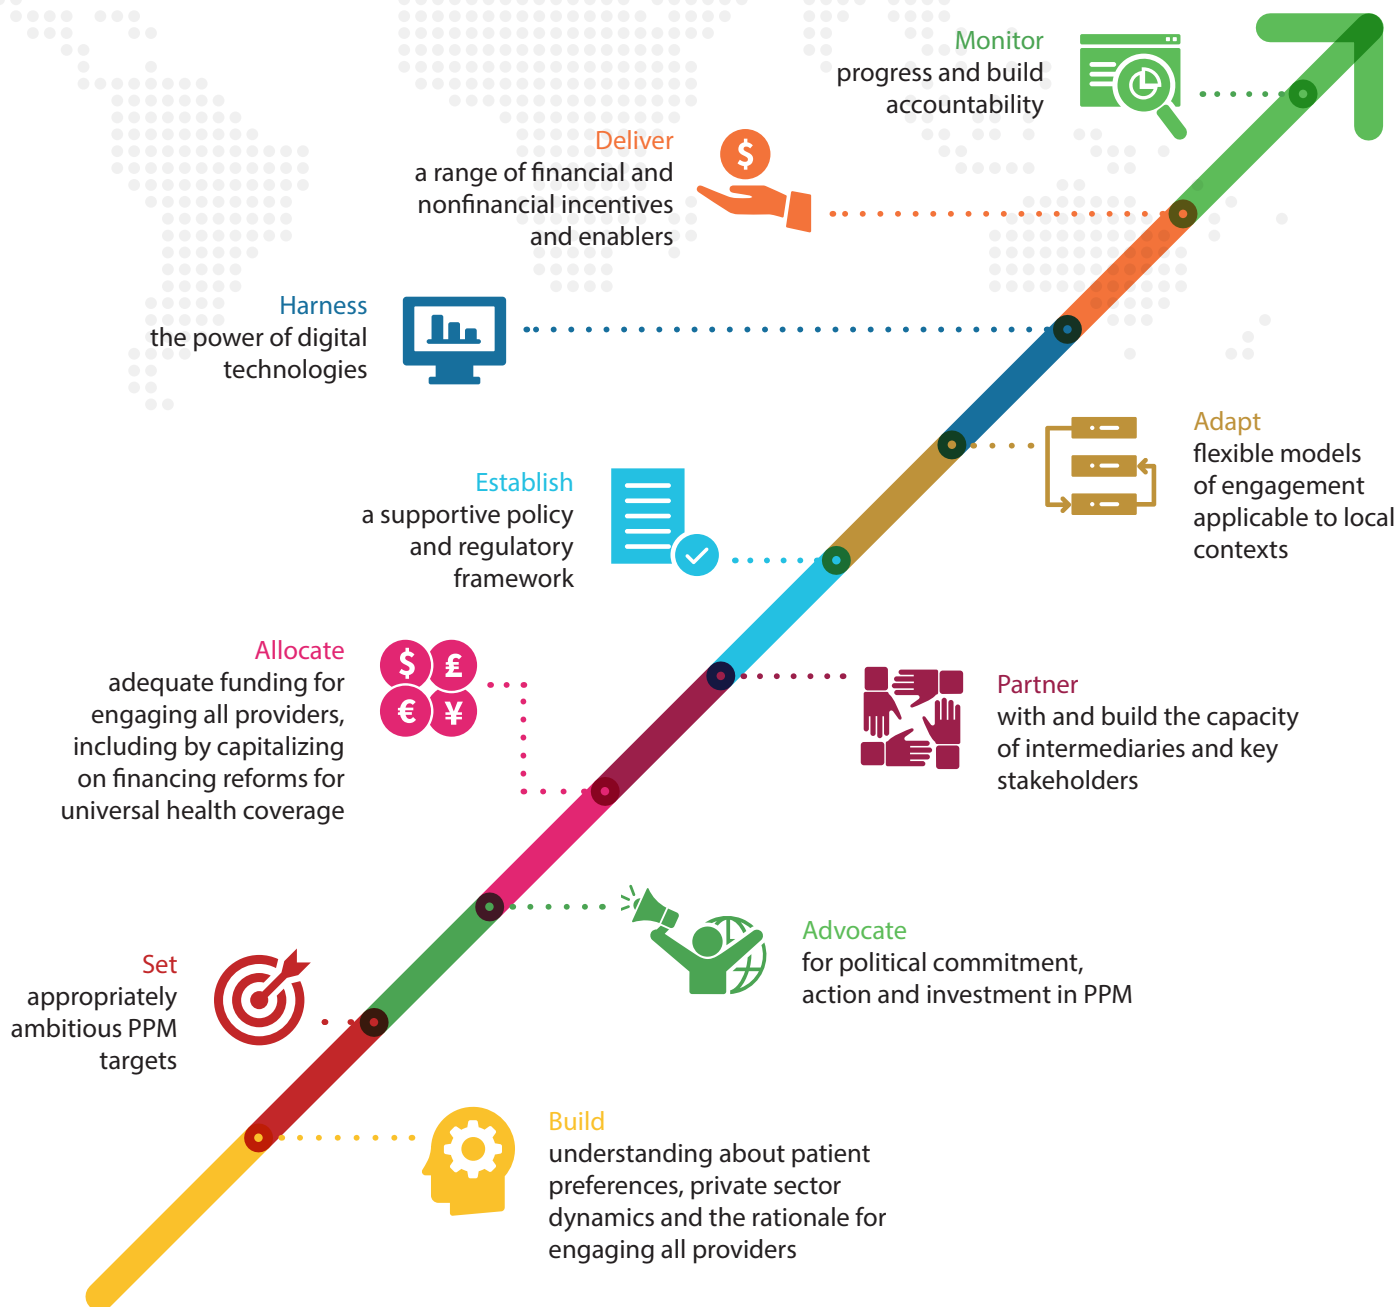 Monitor
progress and build
accountability
Deliver
a range of financial and
nonfinancial incentives
and enablers
Harness
the power of digital
technologies
Adapt
flexible models
of engagement
applicable to local
contexts
Establish
a supportive policy
and regulatory
framework
Allocate
adequate funding for
engaging all providers,
including by capitalizing
on financing reforms for
universal health coverage
Partner
with and build the capacity
of intermediaries and key
stakeholders
Advocate
for political commitment,
action and investment in PPM
Set
appropriately
ambitious PPM
targets
Build
understanding about patient
preferences, private sector
dynamics and the rationale for
engaging all providers